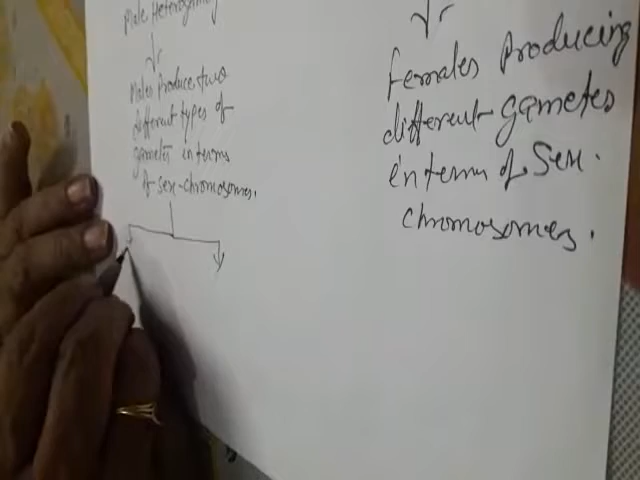 Male Heterogamety
Males Produce two
different types of
gametes in terms
of sex-chromosomes.
Females Producing
different gametes
in term of Sex.
chromosomes.